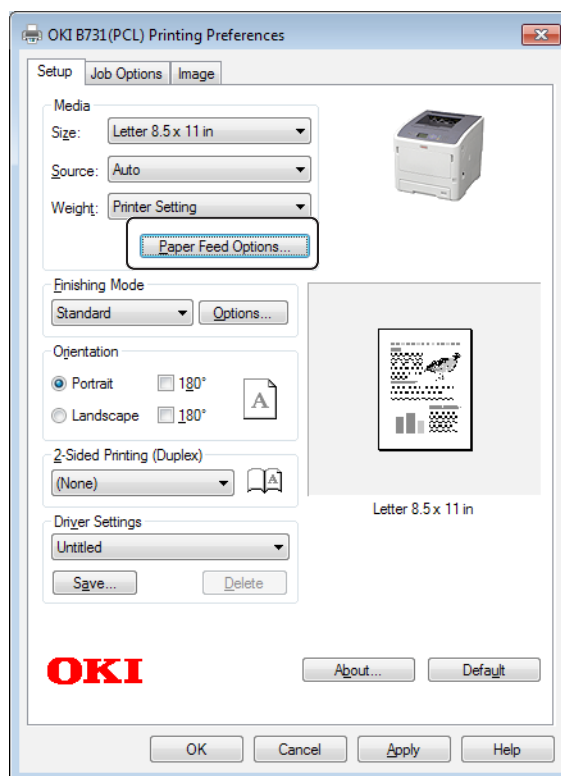 OKI B731(PCL) Printing Preferences
Setup Job Options Image
Media
Size: Letter 8.5 x 11 in
Source: Auto
Weight: Printer Setting
Paper Feed Options...
Finishing Mode
Standard Options...
Orientation
Portrait 180°
Landscape 180°
A
2-Sided Printing (Duplex)
(None)
A
Letter 8.5 x 11 in
Driver Settings
Untitled
Save... Delete
OKI
About... Default
OK Cancel Apply Help